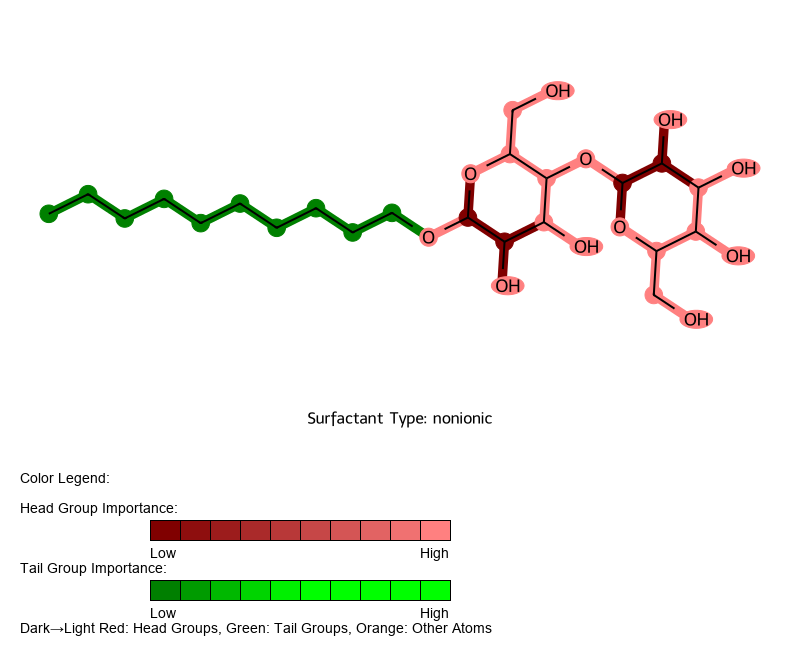 OH
OH
O
OH
O
O
O
OH
OH
OH
OH
Surfactant Type: nonionic
Color Legend:
Head Group Importance:
Low High
Tail Group Importance:
Low High
Dark→Light Red: Head Groups, Green: Tail Groups, Orange: Other Atoms